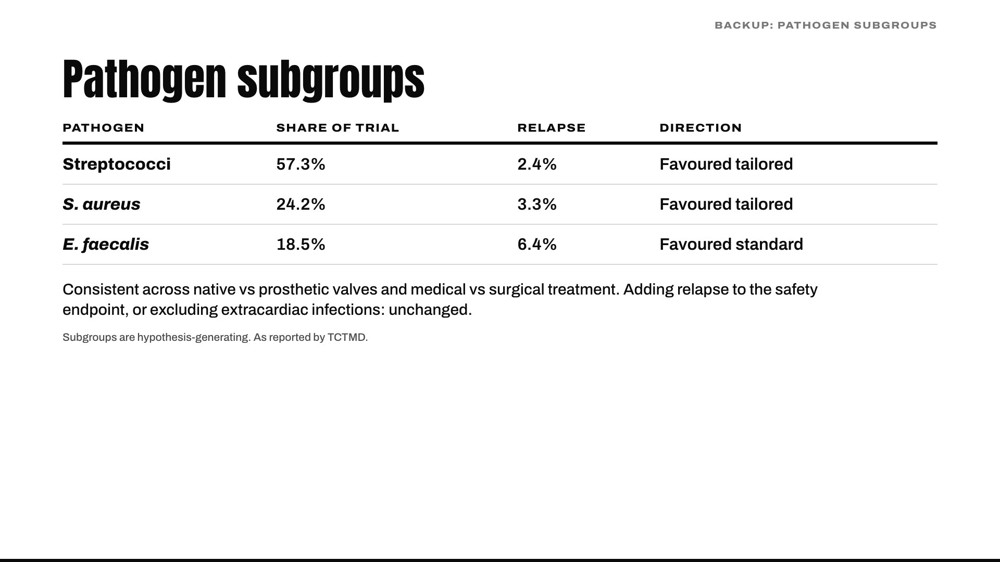 BACKUP: PATHOGEN SUBGROUPS
Pathogen subgroups
PATHOGEN SHARE OF TRIAL RELAPSE DIRECTION
Streptococci 57.3% 2.4% Favoured tailored
S. aureus 24.2% 3.3% Favoured tailored
E. faecalis 18.5% 6.4% Favoured standard
Consistent across native vs prosthetic valves and medical vs surgical treatment. Adding relapse to the safety
endpoint, or excluding extracardiac infections: unchanged.
Subgroups are hypothesis-generating. As reported by TCTMD.